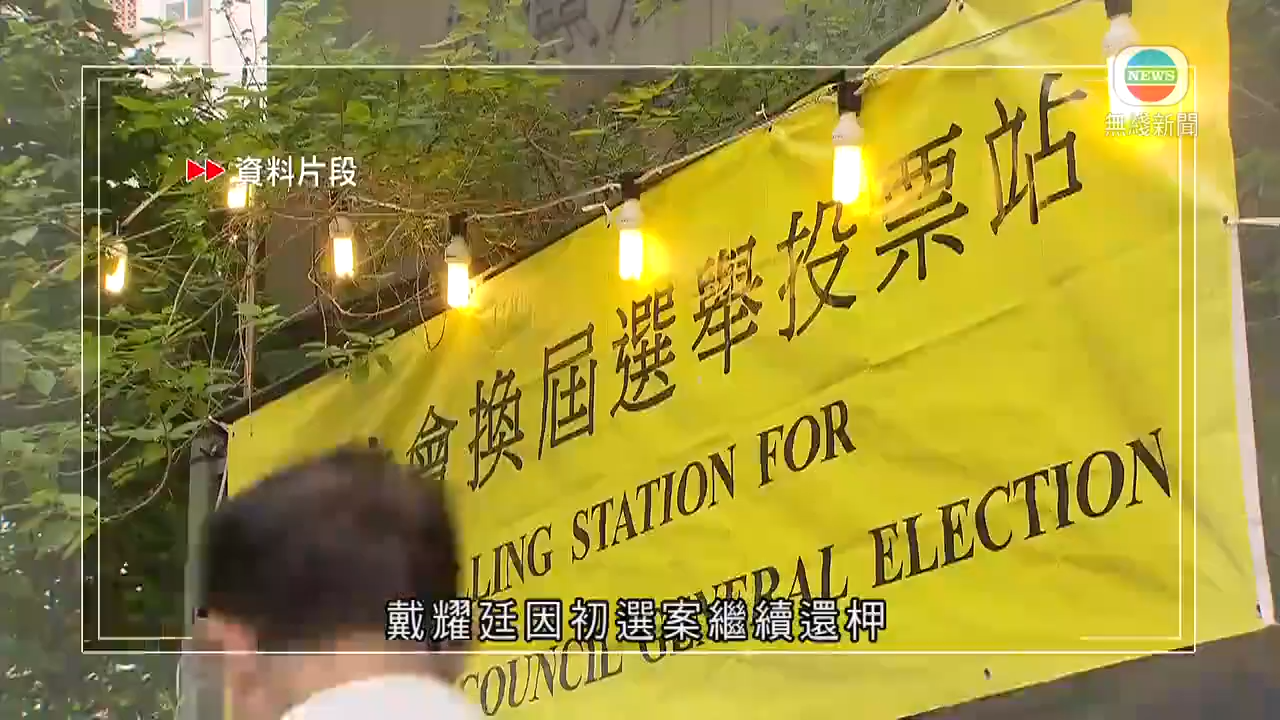 NEWS
無綫新聞
資料片段
會換屆選舉投票站
LING STATION FOR
COUNCIL GENERAL ELECTION
戴耀廷因初選案繼續還柙